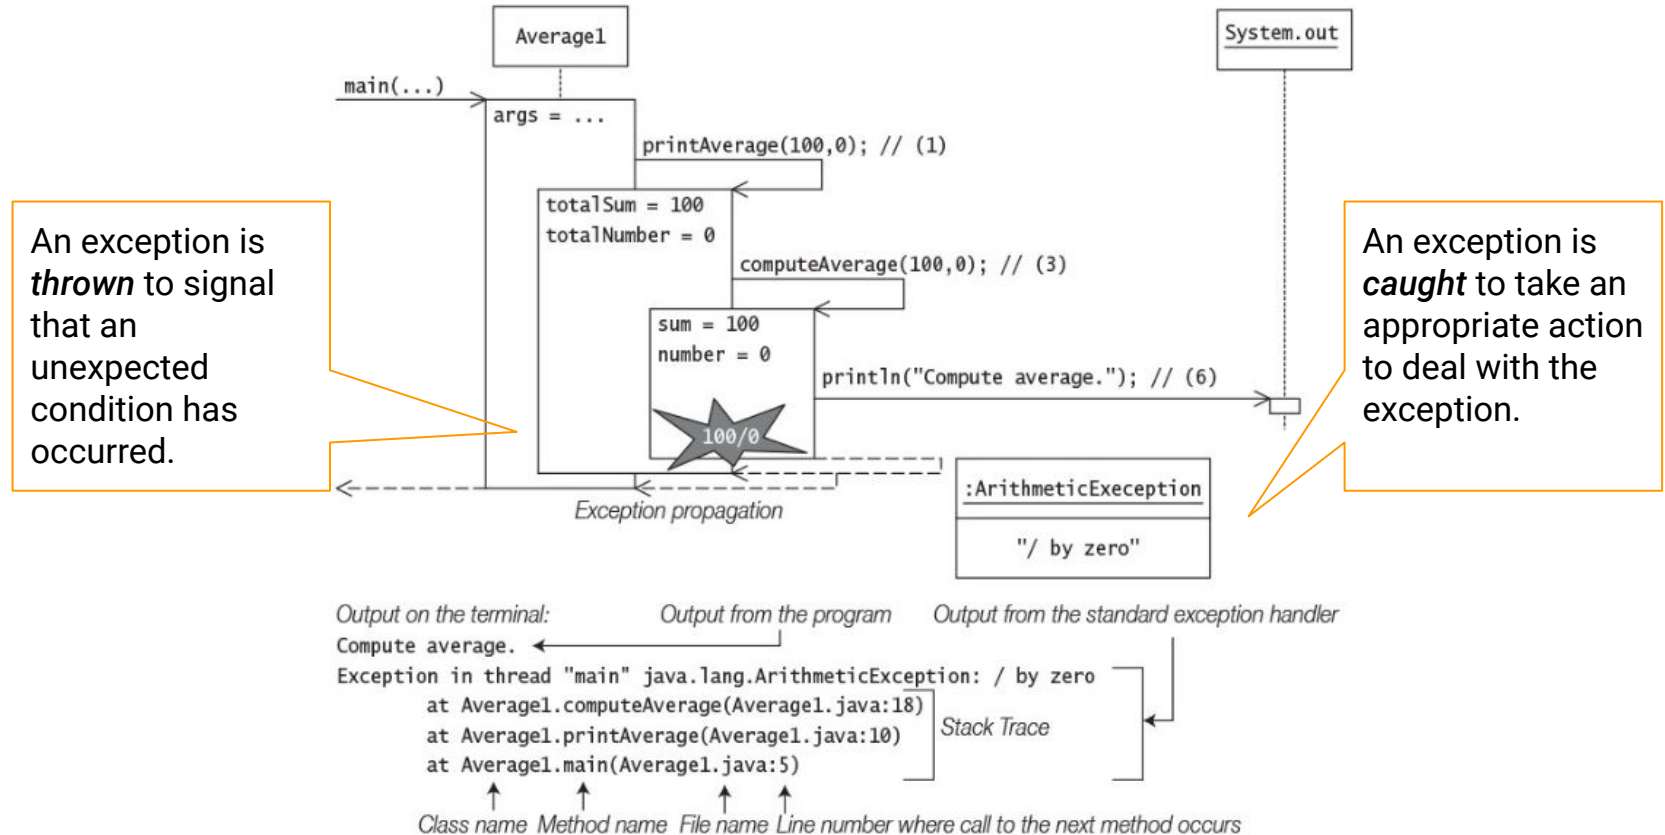 Average1
System.out
main(...)
args = ...
printAverage(100,0); // (1)
totalSum = 100
totalNumber = 0
computeAverage(100,0); // (3)
sum = 100
number = 0
println("Compute average."); // (6)
100/0
An exception is
thrown to signal
that an
unexpected
condition has
occurred.
An exception is
caught to take an
appropriate action
to deal with the
exception.
:ArithmeticExeception
"/ by zero"
Exception propagation
Output on the terminal:
Output from the program
Output from the standard exception handler
Compute average.
Exception in thread "main" java.lang.ArithmeticException: / by zero
at Average1.computeAverage(Average1.java:18)
at Average1.printAverage(Average1.java:10)
at Average1.main(Average1.java:5)
Stack Trace
Class name
Method name
File name
Line number where call to the next method occurs